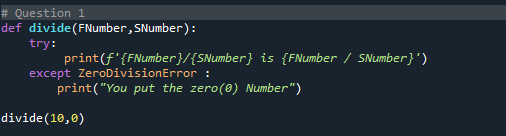 # Question 1
def divide(FNumber,SNumber):
    try:
         print(f'{FNumber}/{SNumber} is {FNumber / SNumber}')
    except ZeroDivisionError :
        print("You put the zero(0) Number")
divide(10,0)